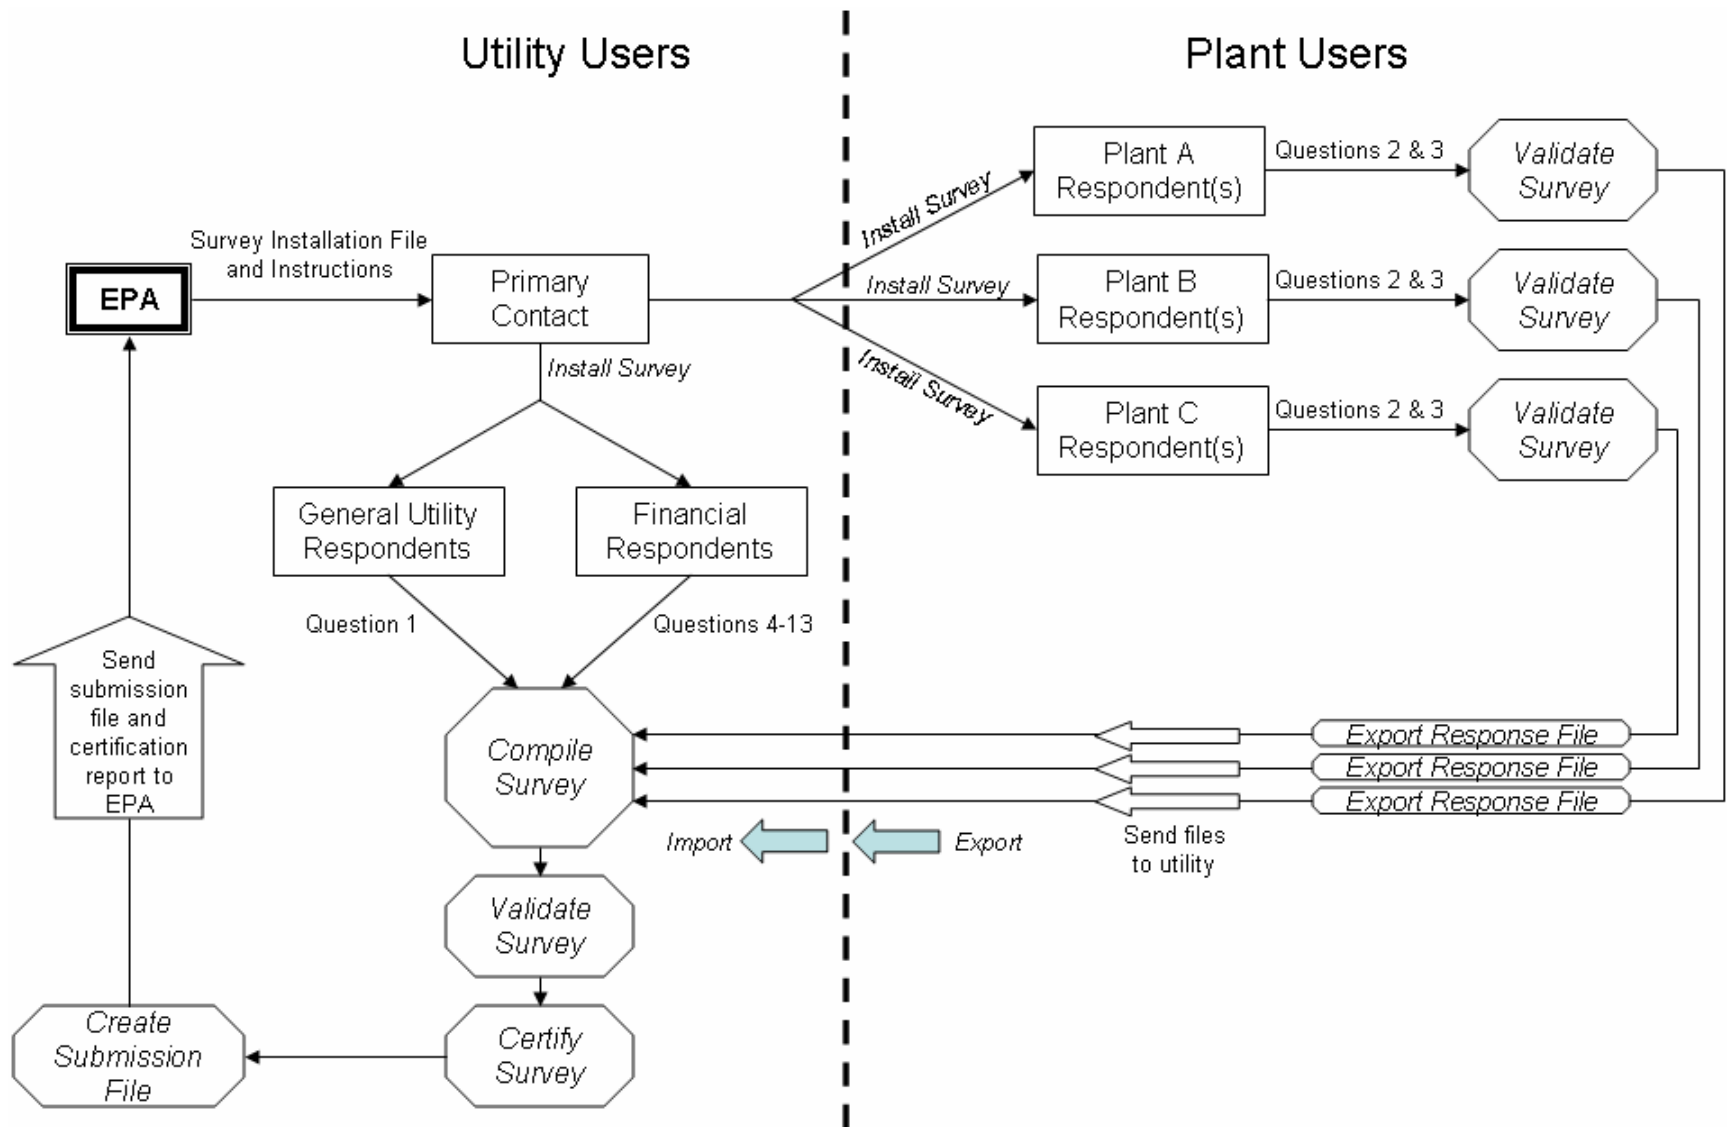 Utility Users
Plant Users
Survey Installation File
and Instructions
EPA
Primary
Contact
Install Survey
Install Survey
Install Survey
Install Survey
Plant A
Respondent(s)
Questions 2 & 3
Validate
Survey
Plant B
Respondent(s)
Questions 2 & 3
Validate
Survey
Plant C
Respondent(s)
Questions 2 & 3
Validate
Survey
General Utility
Respondents
Financial
Respondents
Question 1
Questions 4-13
Send
submission
file and
certification
report to
EPA
Compile
Survey
Export Response File
Export Response File
Export Response File
Import
Export
Send files
to utility
Validate
Survey
Certify
Survey
Create
Submission
File